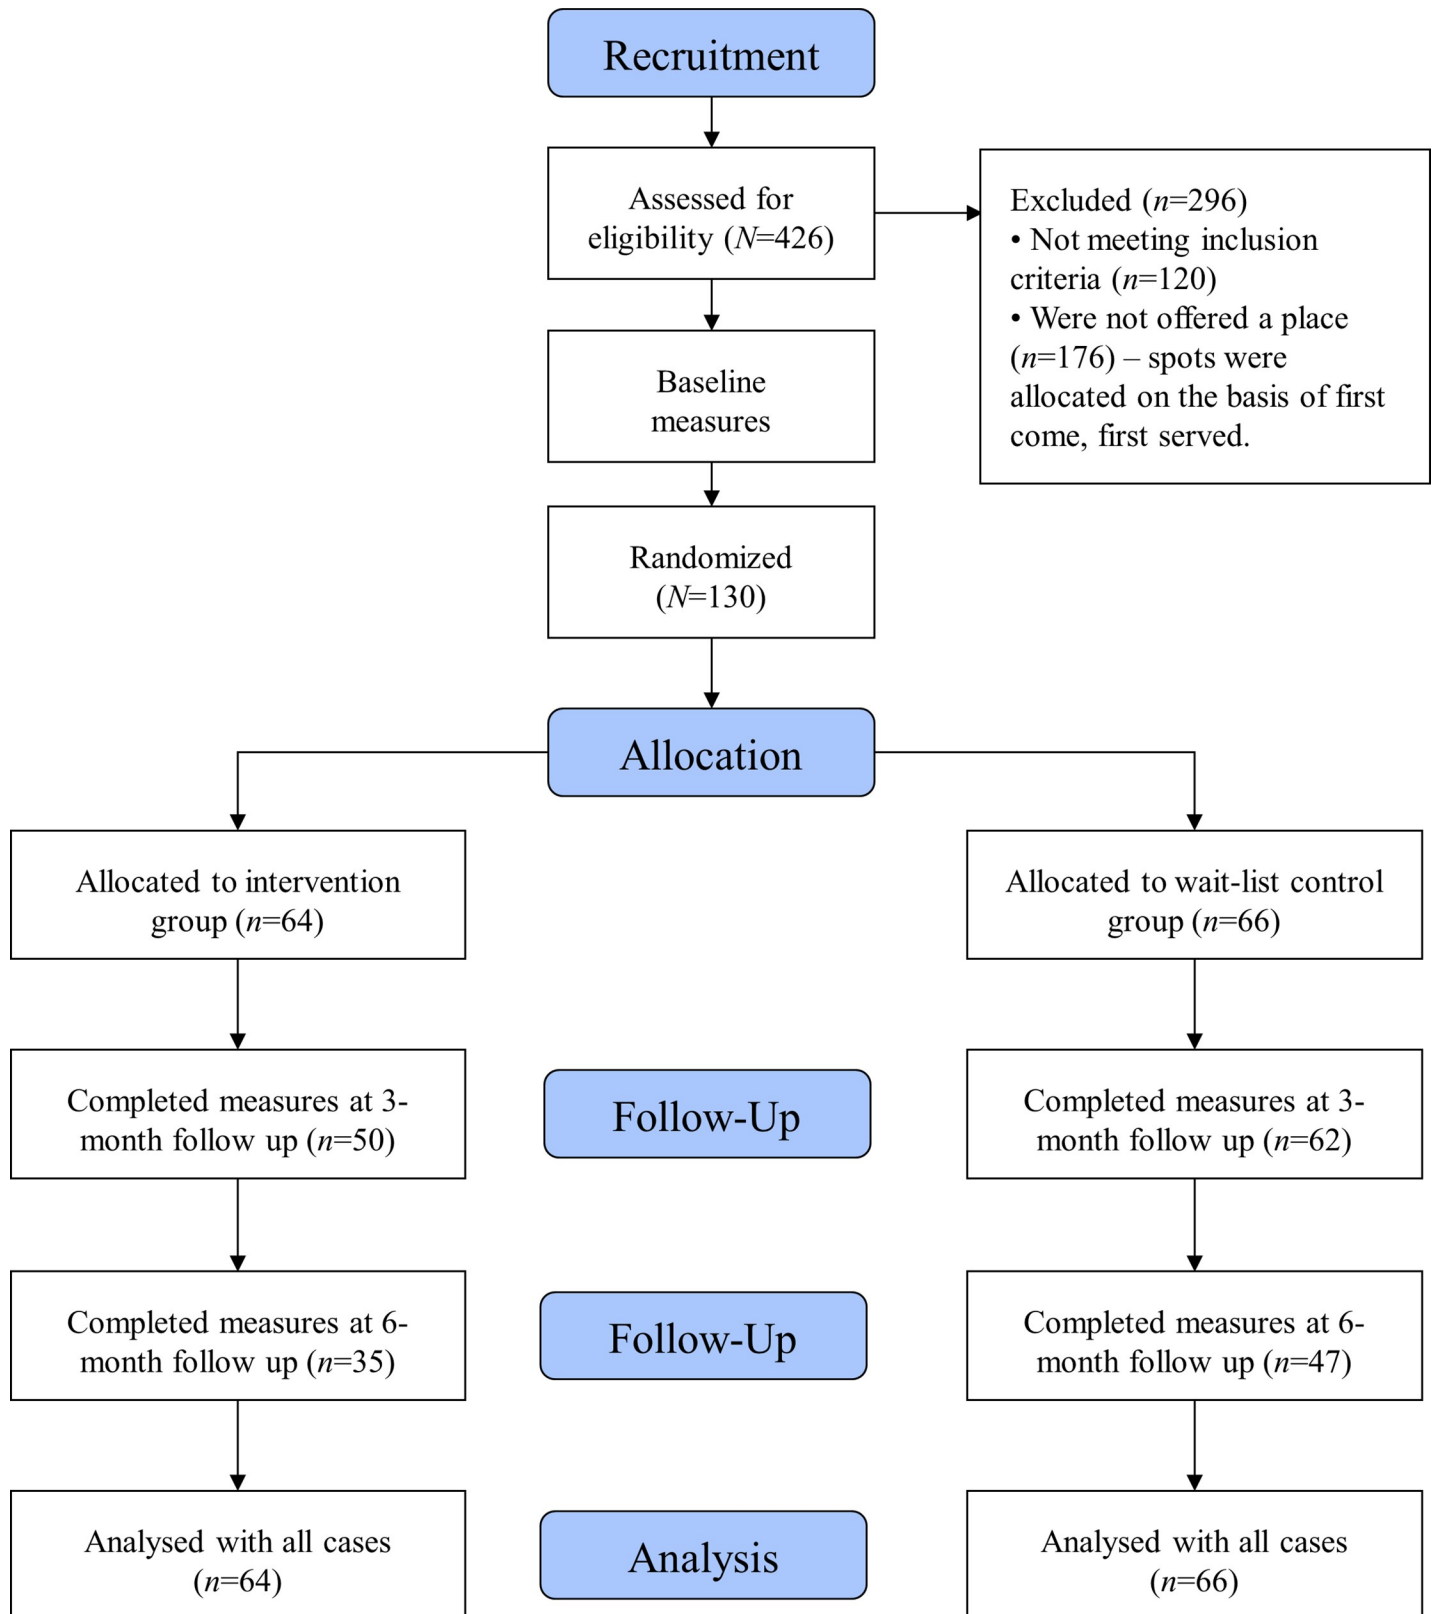 Recruitment
Assessed for
eligibility (N=426)
Excluded (n=296)
• Not meeting inclusion
criteria (n=120)
• Were not offered a place
(n=176) – spots were
allocated on the basis of first
come, first served.
Baseline
measures
Randomized
(N=130)
Allocation
Allocated to intervention
group (n=64)
Allocated to wait-list control
group (n=66)
Completed measures at 3-
month follow up (n=50)
Follow-Up
Completed measures at 3-
month follow up (n=62)
Completed measures at 6-
month follow up (n=35)
Follow-Up
Completed measures at 6-
month follow up (n=47)
Analysed with all cases
(n=64)
Analysis
Analysed with all cases
(n=66)